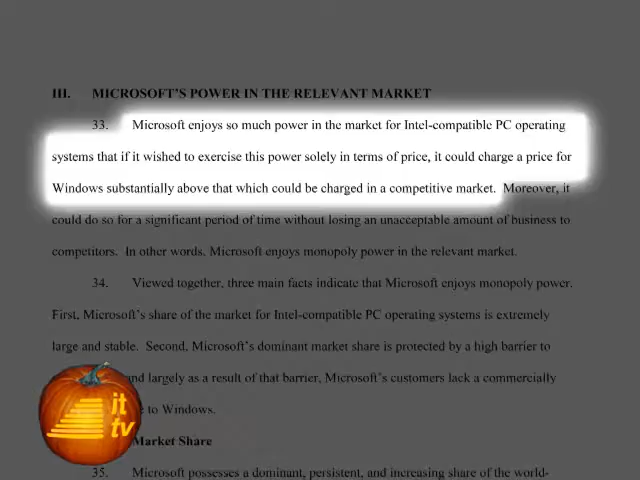 III. MICROSOFT'S POWER IN THE RELEVANT MARKET
33. Microsoft enjoys so much power in the market for Intel-compatible PC operating
systems that if it wished to exercise this power solely in terms of price, it could charge a price for
Windows substantially above that which could be charged in a competitive market. Moreover, it
could do so for a significant period of time without losing an unacceptable amount of business to
competitors. In other words, Microsoft enjoys monopoly power in the relevant market.
34. Viewed together, three main facts indicate that Microsoft enjoys monopoly power.
First, Microsoft's share of the market for Intel-compatible PC operating systems is extremely
large and stable. Second, Microsoft's dominant market share is protected by a high barrier to
and largely as a result of that barrier, Microsoft's customers lack a commercially
to Windows.
Market Share
35. Microsoft possesses a dominant, persistent, and increasing share of the world-
it
tv